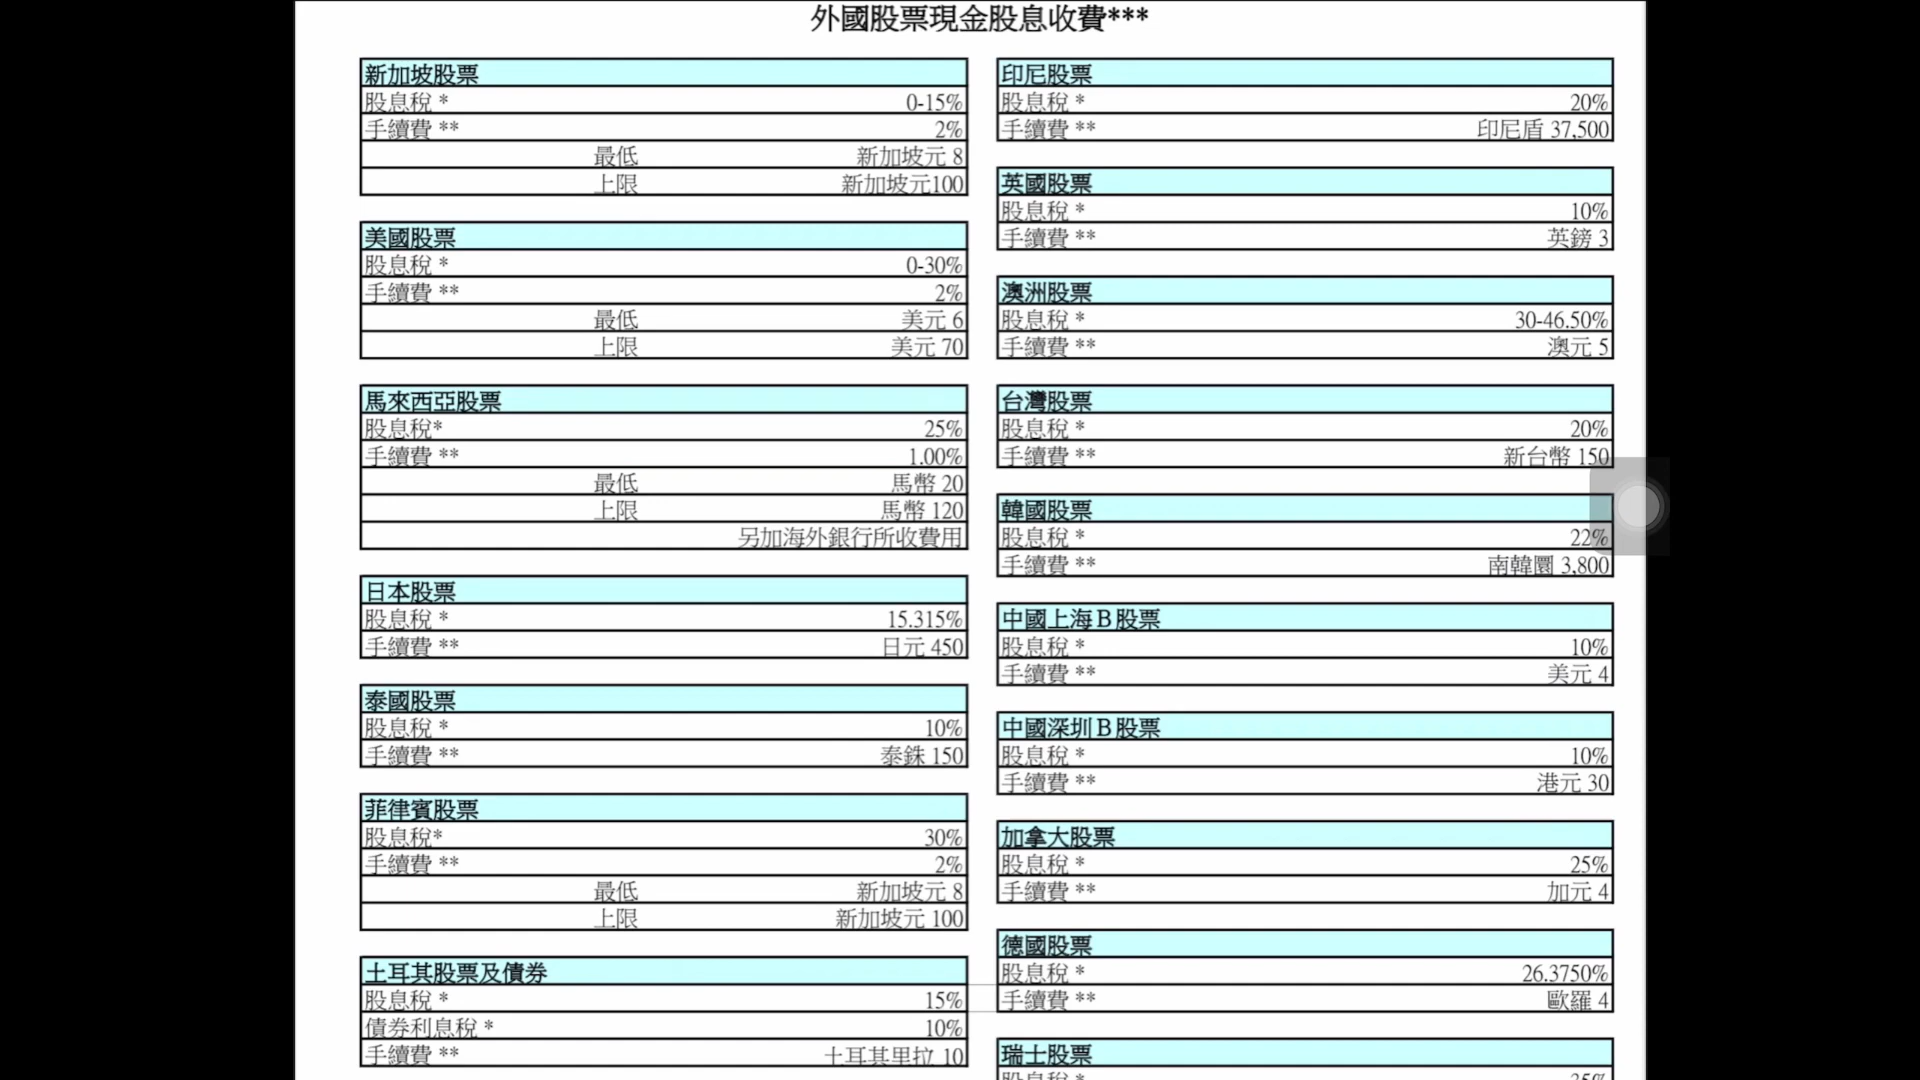 外國股票現金股息收費***
新加坡股票
股息稅 * 0-15%
手續費 ** 2%
最低 新加坡元 8
上限 新加坡元100
美國股票
股息稅 * 0-30%
手續費 ** 2%
最低 美元 6
上限 美元 70
馬來西亞股票
股息稅* 25%
手續費 ** 1.00%
最低 馬幣 20
上限 馬幣 120
另加海外銀行所收費用
日本股票
股息稅 * 15.315%
手續費 ** 日元 450
泰國股票
股息稅 * 10%
手續費 ** 泰銖 150
菲律賓股票
股息稅* 30%
手續費 ** 2%
最低 新加坡元 8
上限 新加坡元 100
土耳其股票及債券
股息稅 * 15%
債券利息稅 * 10%
手續費 ** 土耳其里拉 10
印尼股票
股息稅 * 20%
手續費 ** 印尼盾 37,500
英國股票
股息稅 * 10%
手續費 ** 英鎊 3
澳洲股票
股息稅 * 30-46.50%
手續費 ** 澳元 5
台灣股票
股息稅 * 20%
手續費 ** 新台幣 150
韓國股票
股息稅 * 22%
手續費 ** 南韓圜 3,800
中國上海B股票
股息稅 * 10%
手續費 ** 美元 4
中國深圳B股票
股息稅 * 10%
手續費 ** 港元 30
加拿大股票
股息稅 * 25%
手續費 ** 加元 4
德國股票
股息稅 * 26.3750%
手續費 ** 歐羅 4
瑞士股票
股息稅 * 35%